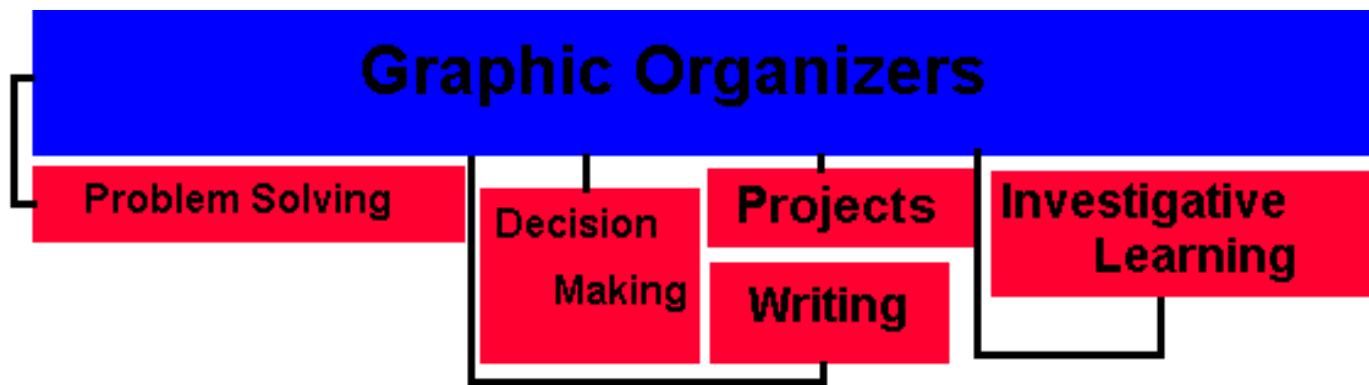 Graphic Organizers
Problem Solving
Decision
Making
Projects
Writing
Investigative
Learning